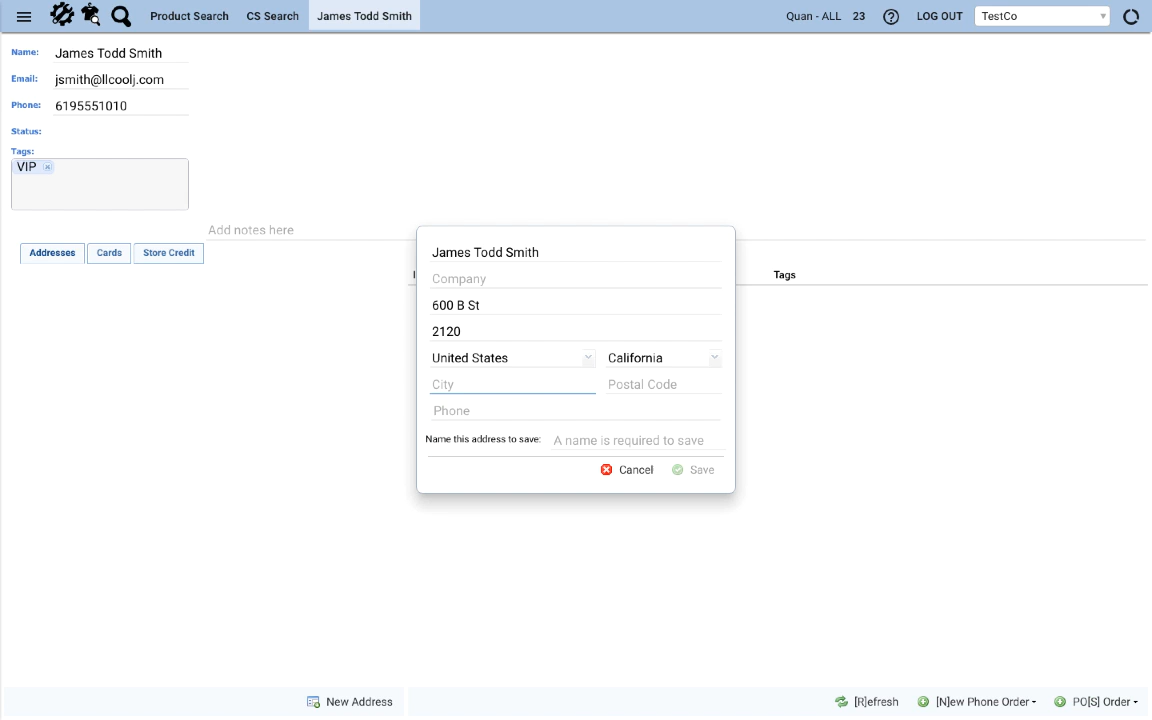 Product Search CS Search James Todd Smith Quan - ALL 23 LOG OUT TestCo
Name: James Todd Smith
Email: jsmith@llcoolj.com
Phone: 6195551010
Status:
Tags:
VIP
Add notes here
Addresses Cards Store Credit
Tags
James Todd Smith
Company
600 B St
2120
United States California
City Postal Code
Phone
Name this address to save: A name is required to save
Cancel Save
New Address [R]efresh [N]ew Phone Order PO[S] Order